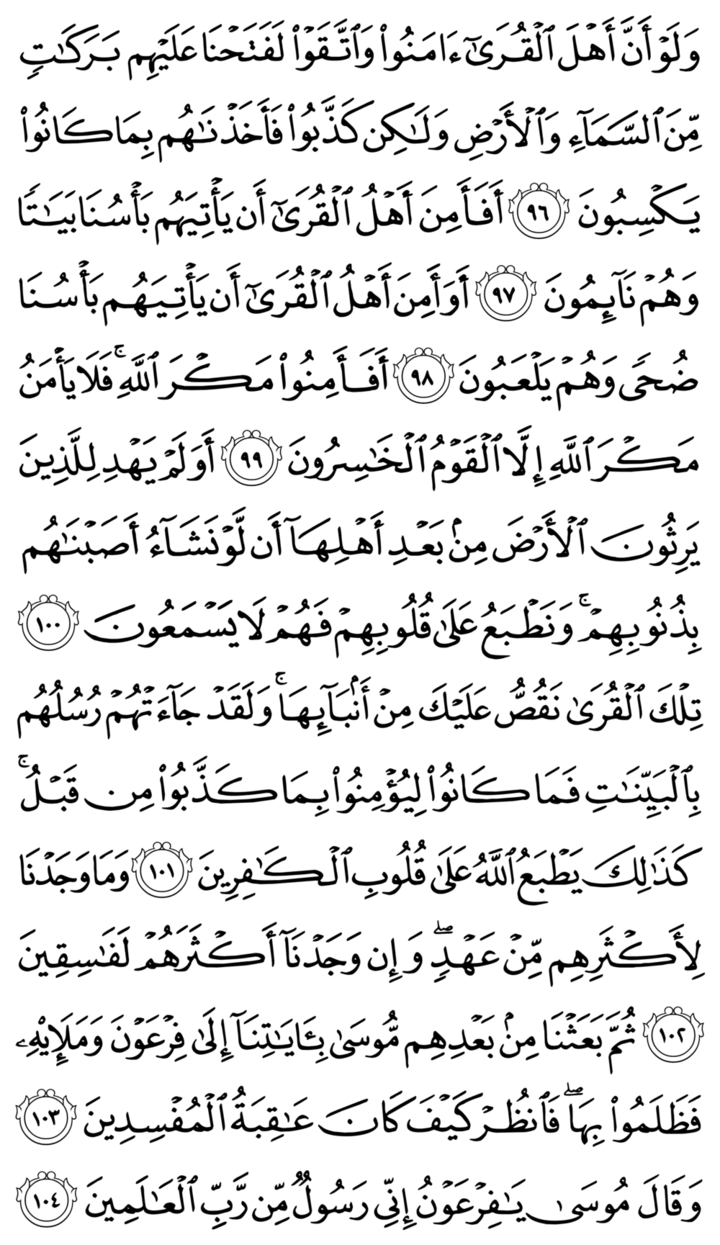 وَلَوْ أَنَّ أَهْلَ ٱلْقُرَىٰٓ ءَامَنُوا۟ وَٱتَّقَوْا۟ لَفَتَحْنَا عَلَيْهِم بَرَكَـٰتٍ
مِّنَ ٱلسَّمَآءِ وَٱلْأَرْضِ وَلَـٰكِن كَذَّبُوا۟ فَأَخَذْنَـٰهُم بِمَا كَانُوا۟
يَكْسِبُونَ ٩٦ أَفَأَمِنَ أَهْلُ ٱلْقُرَىٰٓ أَن يَأْتِيَهُم بَأْسُنَا بَيَـٰتًا
وَهُمْ نَآئِمُونَ ٩٧ أَوَأَمِنَ أَهْلُ ٱلْقُرَىٰٓ أَن يَأْتِيَهُم بَأْسُنَا
ضُحًى وَهُمْ يَلْعَبُونَ ٩٨ أَفَأَمِنُوا۟ مَكْرَ ٱللَّهِ ۚ فَلَا يَأْمَنُ
مَكْرَ ٱللَّهِ إِلَّا ٱلْقَوْمُ ٱلْخَـٰسِرُونَ ٩٩ أَوَلَمْ يَهْدِ لِلَّذِينَ
يَرِثُونَ ٱلْأَرْضَ مِنۢ بَعْدِ أَهْلِهَآ أَن لَّوْ نَشَآءُ أَصَبْنَـٰهُم
بِذُنُوبِهِمْ ۚ وَنَطْبَعُ عَلَىٰ قُلُوبِهِمْ فَهُمْ لَا يَسْمَعُونَ ١٠٠
تِلْكَ ٱلْقُرَىٰ نَقُصُّ عَلَيْكَ مِنْ أَنۢبَآئِهَا ۚ وَلَقَدْ جَآءَتْهُمْ رُسُلُهُم
بِٱلْبَيِّنَـٰتِ فَمَا كَانُوا۟ لِيُؤْمِنُوا۟ بِمَا كَذَّبُوا۟ مِن قَبْلُ ۚ
كَذَٰلِكَ يَطْبَعُ ٱللَّهُ عَلَىٰ قُلُوبِ ٱلْكَـٰفِرِينَ ١٠١ وَمَا وَجَدْنَا
لِأَكْثَرِهِم مِّنْ عَهْدٍ ۖ وَإِن وَجَدْنَآ أَكْثَرَهُمْ لَفَـٰسِقِينَ
١٠٢ ثُمَّ بَعَثْنَا مِنۢ بَعْدِهِم مُّوسَىٰ بِـَٔايَـٰتِنَآ إِلَىٰ فِرْعَوْنَ وَمَلَإِي۟هِۦ
فَظَلَمُوا۟ بِهَا ۖ فَٱنظُرْ كَيْفَ كَانَ عَـٰقِبَةُ ٱلْمُفْسِدِينَ ١٠٣
وَقَالَ مُوسَىٰ يَـٰفِرْعَوْنُ إِنِّى رَسُولٌ مِّن رَّبِّ ٱلْعَـٰلَمِينَ ١٠٤